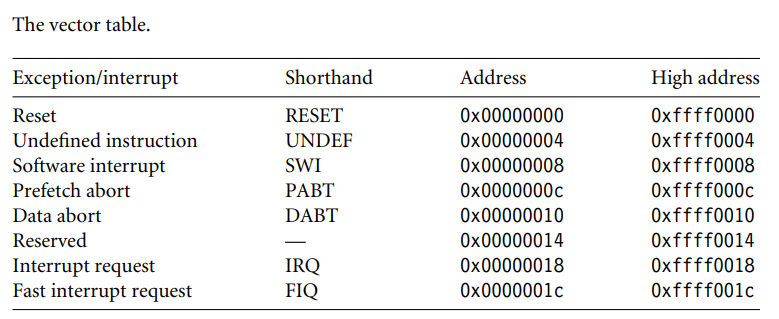 The vector table.
Exception/interrupt Shorthand Address High address
Reset RESET 0x00000000 0xffff0000
Undefined instruction UNDEF 0x00000004 0xffff0004
Software interrupt SWI 0x00000008 0xffff0008
Prefetch abort PABT 0x0000000c 0xffff000c
Data abort DABT 0x00000010 0xffff0010
Reserved — 0x00000014 0xffff0014
Interrupt request IRQ 0x00000018 0xffff0018
Fast interrupt request FIQ 0x0000001c 0xffff001c